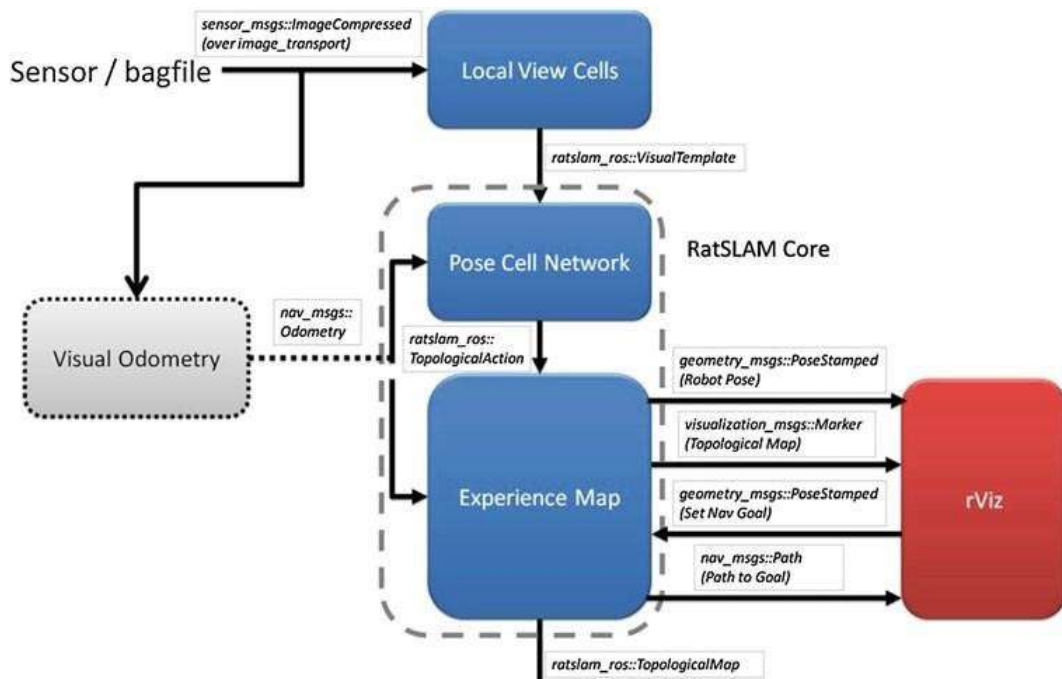 sensor_msgs::ImageCompressed
(over image_transport)
Sensor / bagfile
Local View Cells
ratslam_ros::VisualTemplate
Pose Cell Network
RatSLAM Core
nav_msgs::
Odometry
ratslam_ros::
TopologicalAction
Visual Odometry
geometry_msgs::PoseStamped
(Robot Pose)
visualization_msgs::Marker
(Topological Map)
Experience Map
geometry_msgs::PoseStamped
(Set Nav Goal)
rViz
nav_msgs::Path
(Path to Goal)
ratslam_ros::TopologicalMap